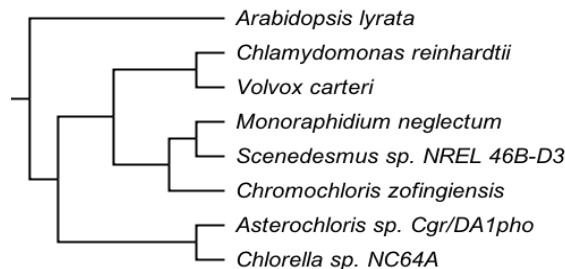 Arabidopsis lyrata
Chlamydomonas reinhardtii
Volvox carteri
Monoraphidium neglectum
Scenedesmus sp. NREL 46B-D3
Chromochloris zofingiensis
Asterochloris sp. Cgr/DA1pho
Chlorella sp. NC64A